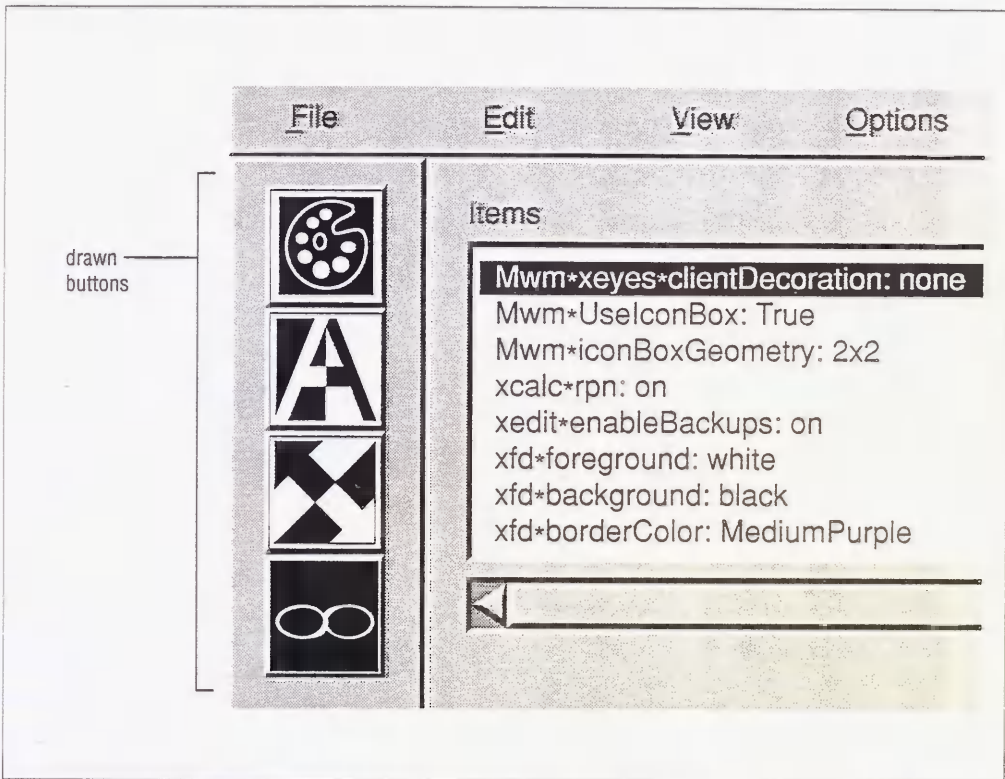 File Edit View Options
drawn
buttons
A
Items
Mwm*xeyes*clientDecoration: none
Mwm*UseIconBox: True
Mwm*iconBoxGeometry: 2x2
xcalc*rpn: on
xedit*enableBackups: on
xfd*foreground: white
xfd*background: black
xfd*borderColor: MediumPurple